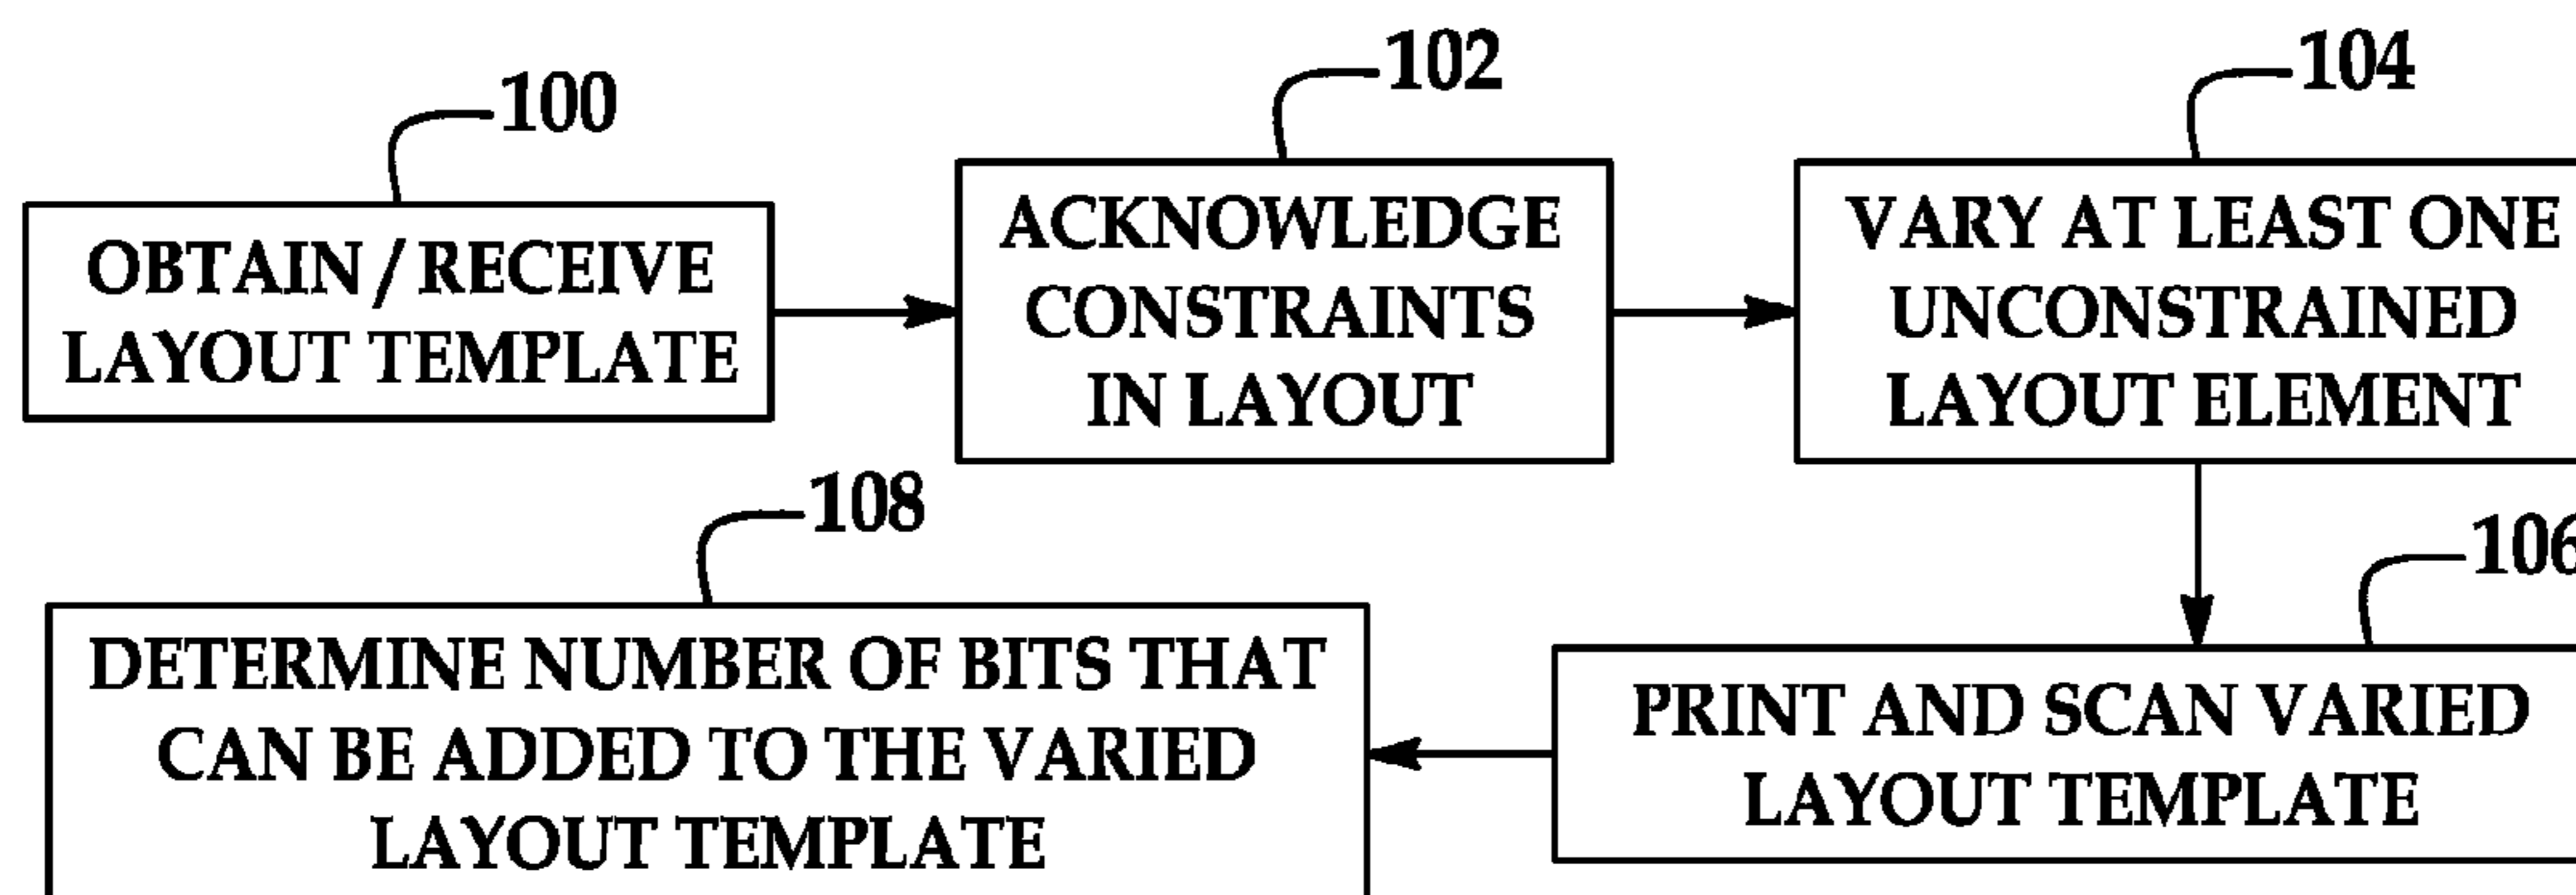 100
OBTAIN/RECEIVE
LAYOUT TEMPLATE
102
ACKNOWLEDGE
CONSTRAINTS
IN LAYOUT
104
VARY AT LEAST ONE
UNCONSTRAINED
LAYOUT ELEMENT
106
PRINT AND SCAN VARIED
LAYOUT TEMPLATE
108
DETERMINE NUMBER OF BITS THAT
CAN BE ADDED TO THE VARIED
LAYOUT TEMPLATE